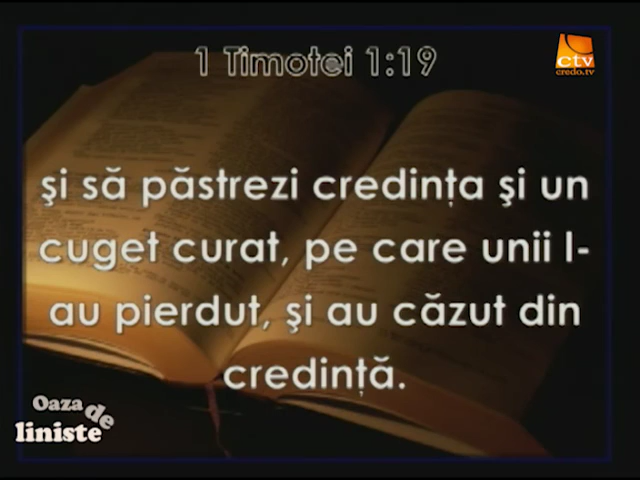 1 Timotei 1:19
ctv
credo.tv
şi să păstrezi credinţa şi un
cuget curat, pe care unii l-
au pierdut, şi au căzut din
credinţă.
Oaza
de
liniste